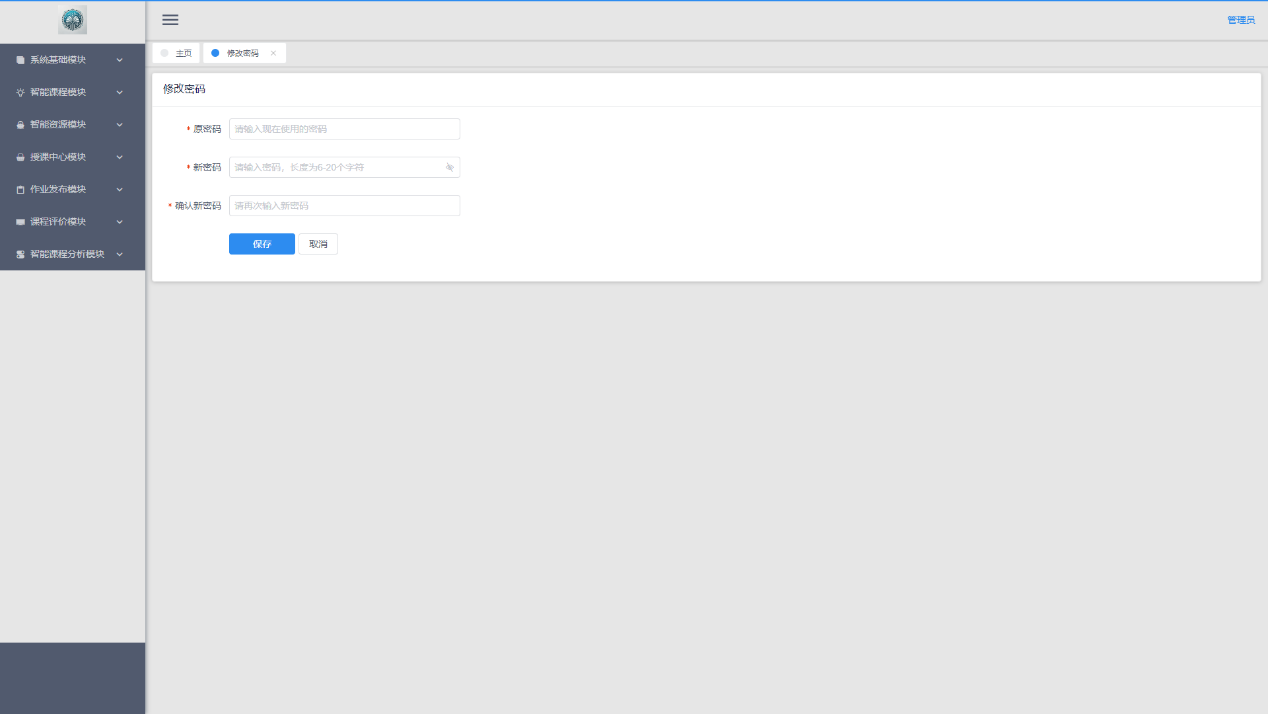 管理员
主页
修改密码
系统基础模块
智能课程模块
智能资源模块
授课中心模块
作业发布模块
课程评价模块
智能课程分析模块
修改密码
* 原密码 请输入现在使用的密码
* 新密码 请输入密码，长度为6-20个字符
* 确认新密码 请再次输入新密码
保存 取消